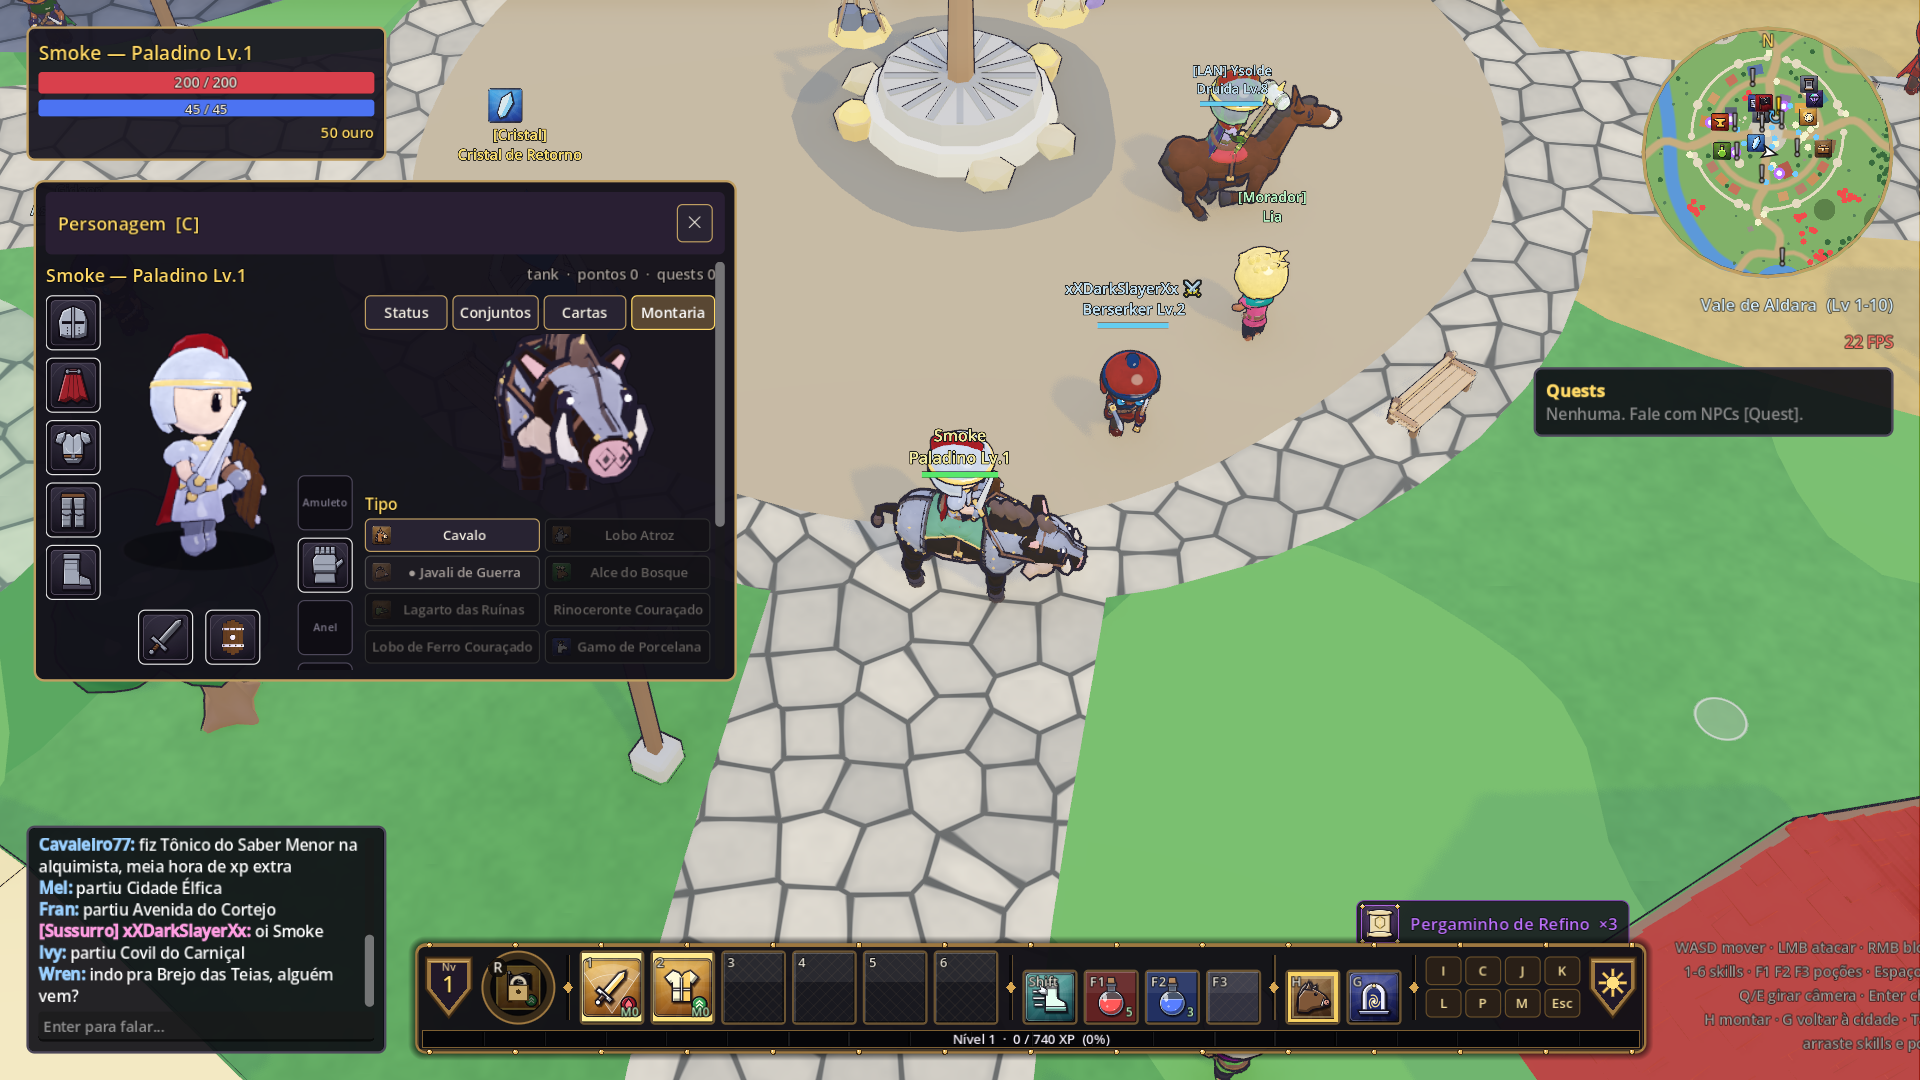 Smoke — Paladino Lv.1
200 / 200
45 / 45
50 ouro
[Cristal]
Cristal de Retorno
[LAN] Ysolde
Druida Lv.8
[Morador]
Lia
xXDarkSlayerXx
Berserker Lv.2
Smoke
Paladino Lv.1
N
Vale de Aldara (Lv 1-10)
22 FPS
Quests
Nenhuma. Fale com NPCs [Quest].
Personagem [C]
Smoke — Paladino Lv.1
tank · pontos 0 · quests 0
Status
Conjuntos
Cartas
Montaria
Amuleto
Anel
Tipo
Cavalo
Lobo Atroz
• Javali de Guerra
Alce do Bosque
Lagarto das Ruínas
Rinoceronte Couraçado
Lobo de Ferro Couraçado
Gamo de Porcelana
Cavaleiro77: fiz Tônico do Saber Menor na
alquimista, meia hora de xp extra
Mel: partiu Cidade Élfica
Fran: partiu Avenida do Cortejo
[Sussurro] xXDarkSlayerXx: oi Smoke
Ivy: partiu Covil do Carniçal
Wren: indo pra Brejo das Teias, alguém
vem?
Enter para falar...
Pergaminho de Refino ×3
WASD mover · LMB atacar · RMB blo
1-6 skills · F1 F2 F3 poções · Espaço
Q/E girar câmera · Enter c
H montar · G voltar à cidade · T
arraste skills e p
Nv
1
R
1
M0
2
M0
3
4
5
6
Shift
F1
5
F2
3
F3
H
G
I
C
J
K
L
P
M
Esc
Nível 1 · 0 / 740 XP (0%)